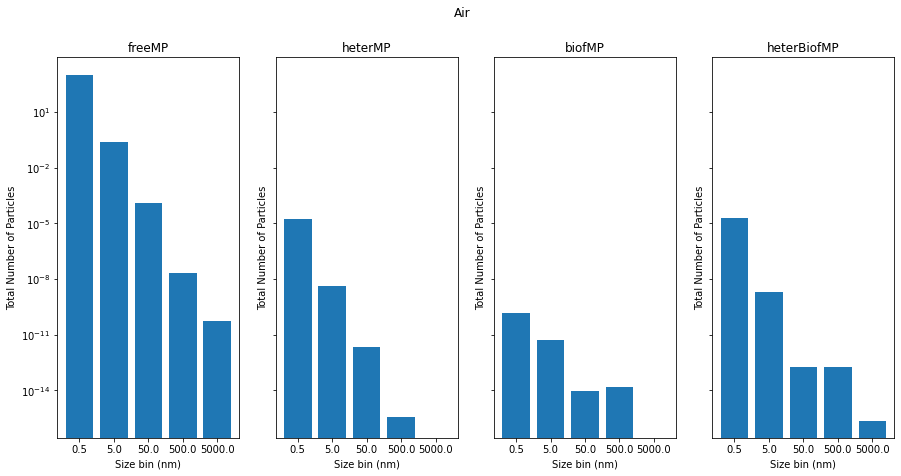 Air
freeMP
heterMP
biofMP
heterBiofMP
Total Number of Particles
Total Number of Particles
Total Number of Particles
Total Number of Particles
10¹
10⁻²
10⁻⁵
10⁻⁸
10⁻¹¹
10⁻¹⁴
0.5 5.0 50.0 500.0 5000.0
0.5 5.0 50.0 500.0 5000.0
0.5 5.0 50.0 500.0 5000.0
0.5 5.0 50.0 500.0 5000.0
Size bin (nm)
Size bin (nm)
Size bin (nm)
Size bin (nm)